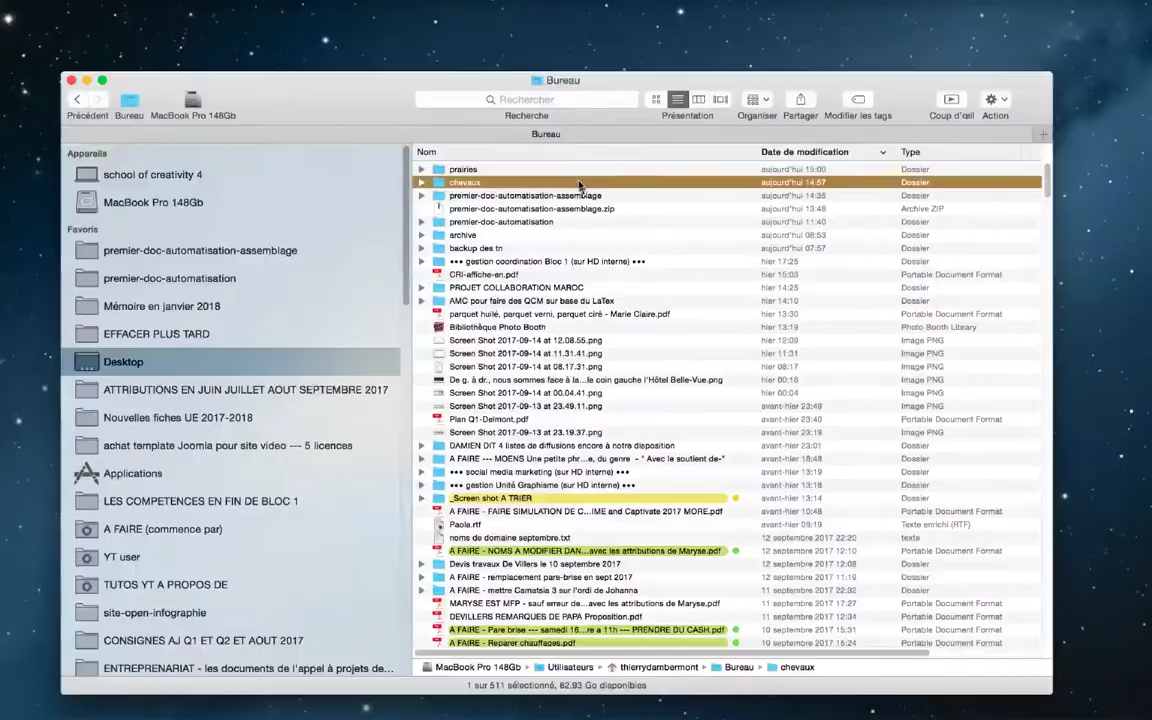 Bureau
Précédent Bureau MacBook Pro 148Gb
Rechercher
Recherche
Présentation Organiser Partager Modifier les tags Coup d'œil Action
Bureau
Appareils
school of creativity 4
MacBook Pro 148Gb
Favoris
premier-doc-automatisation-assemblage
premier-doc-automatisation
Mémoire en janvier 2018
EFFACER PLUS TARD
Desktop
ATTRIBUTIONS EN JUIN JUILLET AOUT SEPTEMBRE 2017
Nouvelles fiches UE 2017-2018
achat template Joomla pour site video --- 5 licences
Applications
LES COMPETENCES EN FIN DE BLOC 1
A FAIRE (commence par)
YT user
TUTOS YT A PROPOS DE
site-open-infographie
CONSIGNES AJ Q1 ET Q2 ET AOUT 2017
ENTREPRENARIAT - les documents de l'appel à projets de...
Nom Date de modification Type
prairies aujourd'hui 15:00 Dossier
chevaux aujourd'hui 14:57 Dossier
premier-doc-automatisation-assemblage aujourd'hui 14:35 Dossier
premier-doc-automatisation-assemblage.zip aujourd'hui 13:48 Archive ZIP
premier-doc-automatisation aujourd'hui 11:40 Dossier
archive aujourd'hui 08:53 Dossier
backup des tn aujourd'hui 07:57 Dossier
••• gestion coordination Bloc 1 (sur HD interne) ••• hier 17:25 Dossier
CRI-affiche-en.pdf hier 15:03 Portable Document Format
PROJET COLLABORATION MAROC hier 14:25 Dossier
AMC pour faire des QCM sur base du LaTex hier 14:10 Dossier
parquet huilé, parquet verni, parquet ciré - Marie Claire.pdf hier 13:30 Portable Document Format
Bibliothèque Photo Booth hier 13:19 Photo Booth Library
Screen Shot 2017-09-14 at 12.08.55.png hier 12:09 Image PNG
Screen Shot 2017-09-14 at 11.31.41.png hier 11:31 Image PNG
Screen Shot 2017-09-14 at 08.17.31.png hier 08:17 Image PNG
De g. à dr., nous sommes face à la...le coin gauche l'Hôtel Belle-Vue.png hier 00:16 Image PNG
Screen Shot 2017-09-14 at 00.04.41.png hier 00:04 Image PNG
Screen Shot 2017-09-13 at 23.49.11.png avant-hier 23:49 Image PNG
Plan Q1-Delmont.pdf avant-hier 23:40 Portable Document Format
Screen Shot 2017-09-13 at 23.19.37.png avant-hier 23:19 Image PNG
DAMIEN DIT 4 listes de diffusions encore à notre disposition avant-hier 23:01 Dossier
A FAIRE --- MOENS Une petite phr...e, du genre - " Avec le soutient de-" avant-hier 18:48 Dossier
••• social media marketing (sur HD interne) ••• avant-hier 13:19 Dossier
••• gestion Unité Graphisme (sur HD interne) ••• avant-hier 13:18 Dossier
_Screen shot A TRIER avant-hier 13:14 Dossier
A FAIRE - FAIRE SIMULATION DE C...IME and Captivate 2017 MORE.pdf avant-hier 10:48 Portable Document Format
Paola.rtf avant-hier 09:19 Texte enrichi (RTF)
noms de domaine septembre.txt 12 septembre 2017 22:20 texte
A FAIRE - NOMS A MODIFIER DAN...avec les attributions de Maryse.pdf 12 septembre 2017 12:10 Portable Document Format
Devis travaux De Villers le 10 septembre 2017 12 septembre 2017 12:08 Dossier
A FAIRE - remplacement pare-brise en sept 2017 12 septembre 2017 11:19 Dossier
A FAIRE - mettre Camatsia 3 sur l'ordi de Johanna 11 septembre 2017 22:32 Dossier
MARYSE EST MFP - sauf erreur de...avec les attributions de Maryse.pdf 11 septembre 2017 17:27 Portable Document Format
DEVILLERS REMARQUES DE PAPA Proposition.pdf 11 septembre 2017 12:34 Portable Document Format
A FAIRE - Pare brise --- samedi 16...re a 11h --- PRENDRE DU CASH.pdf 10 septembre 2017 15:31 Portable Document Format
A FAIRE - Reparer chauffages.pdf 10 septembre 2017 15:24 Portable Document Format
MacBook Pro 148Gb Utilisateurs thierrydambermont Bureau chevaux
1 sur 511 sélectionné, 82,93 Go disponibles